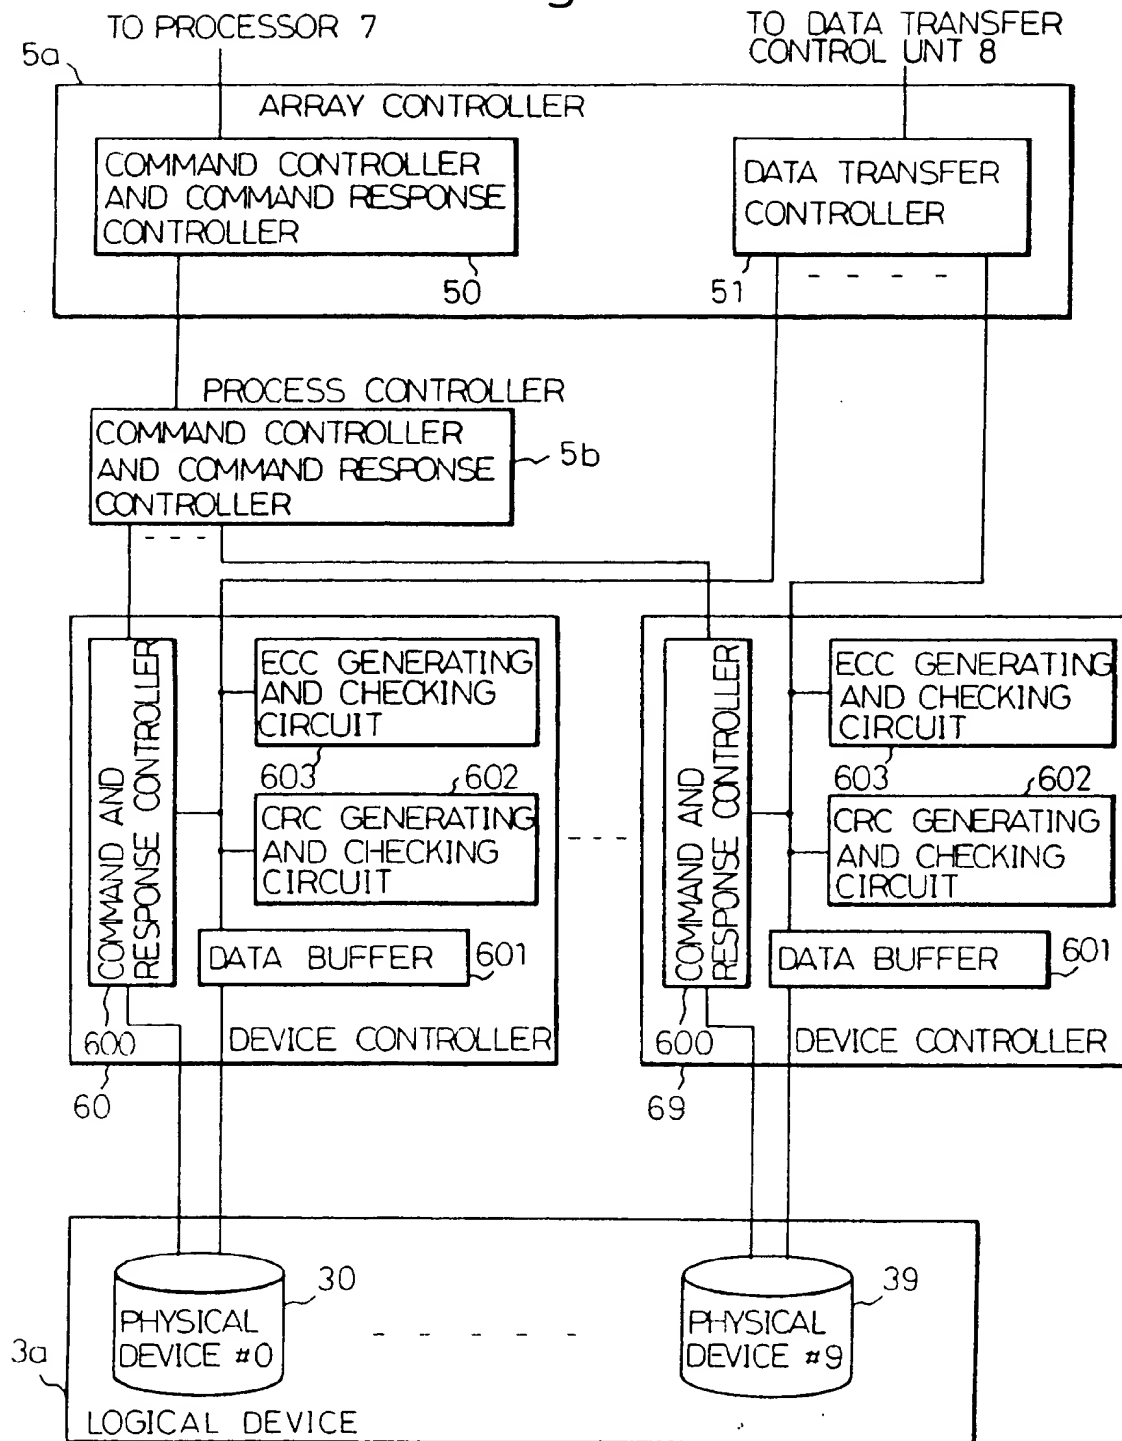 g
TO PROCESSOR 7
TO DATA TRANSFER
CONTROL UNT 8
5a
ARRAY CONTROLLER
COMMAND CONTROLLER
AND COMMAND RESPONSE
CONTROLLER
DATA TRANSFER
CONTROLLER
50
51
PROCESS CONTROLLER
COMMAND CONTROLLER
AND COMMAND RESPONSE
CONTROLLER
5b
COMMAND AND
RESPONSE CONTROLLER
ECC GENERATING
AND CHECKING
CIRCUIT
603
602
CRC GENERATING
AND CHECKING
CIRCUIT
DATA BUFFER
601
600
DEVICE CONTROLLER
60
COMMAND AND
RESPONSE CONTROLLER
ECC GENERATING
AND CHECKING
CIRCUIT
603
602
CRC GENERATING
AND CHECKING
CIRCUIT
DATA BUFFER
601
600
DEVICE CONTROLLER
69
30
PHYSICAL
DEVICE #0
39
PHYSICAL
DEVICE #9
3a
LOGICAL DEVICE